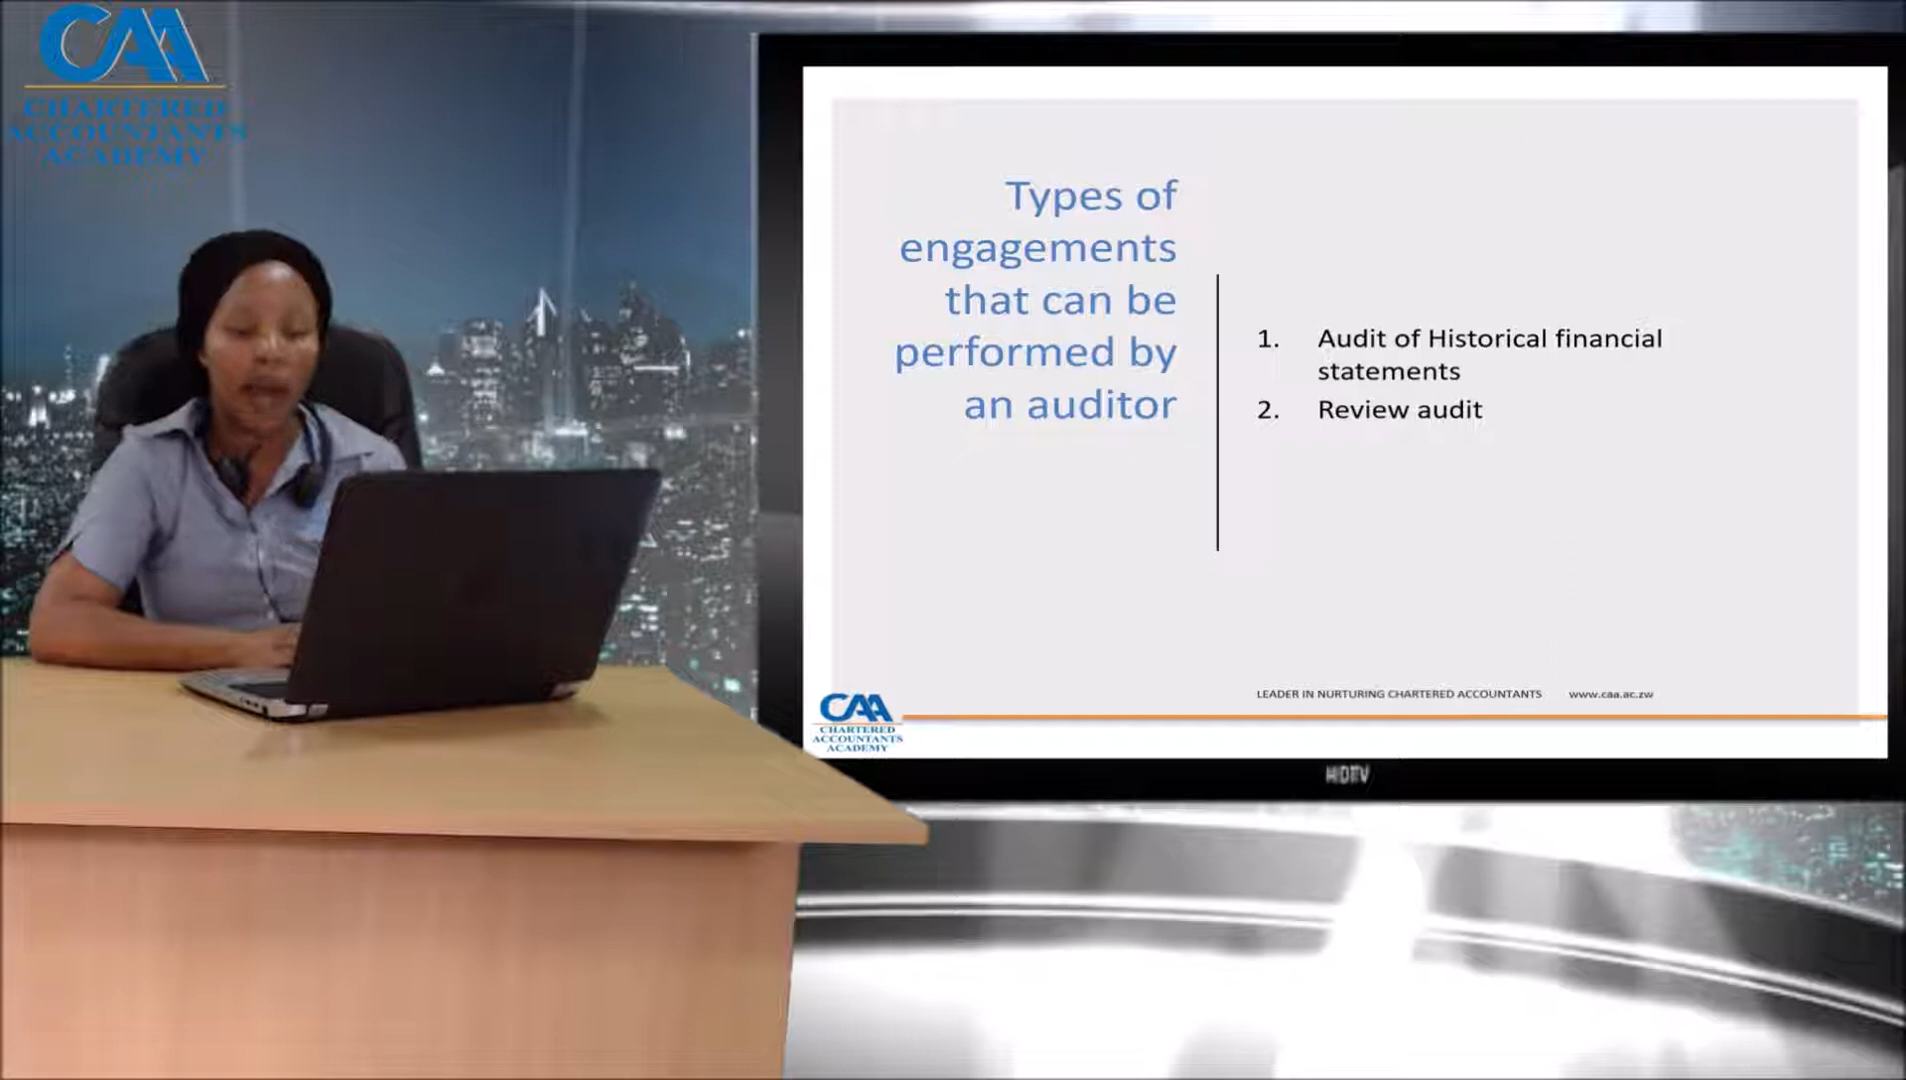 CAA
CHARTERED
ACCOUNTANTS
ACADEMY
Types of
engagements
that can be
performed by
an auditor
1. Audit of Historical financial
statements
2. Review audit
LEADER IN NURTURING CHARTERED ACCOUNTANTS www.caa.ac.zw
CAA
CHARTERED
ACCOUNTANTS
ACADEMY
HDTV